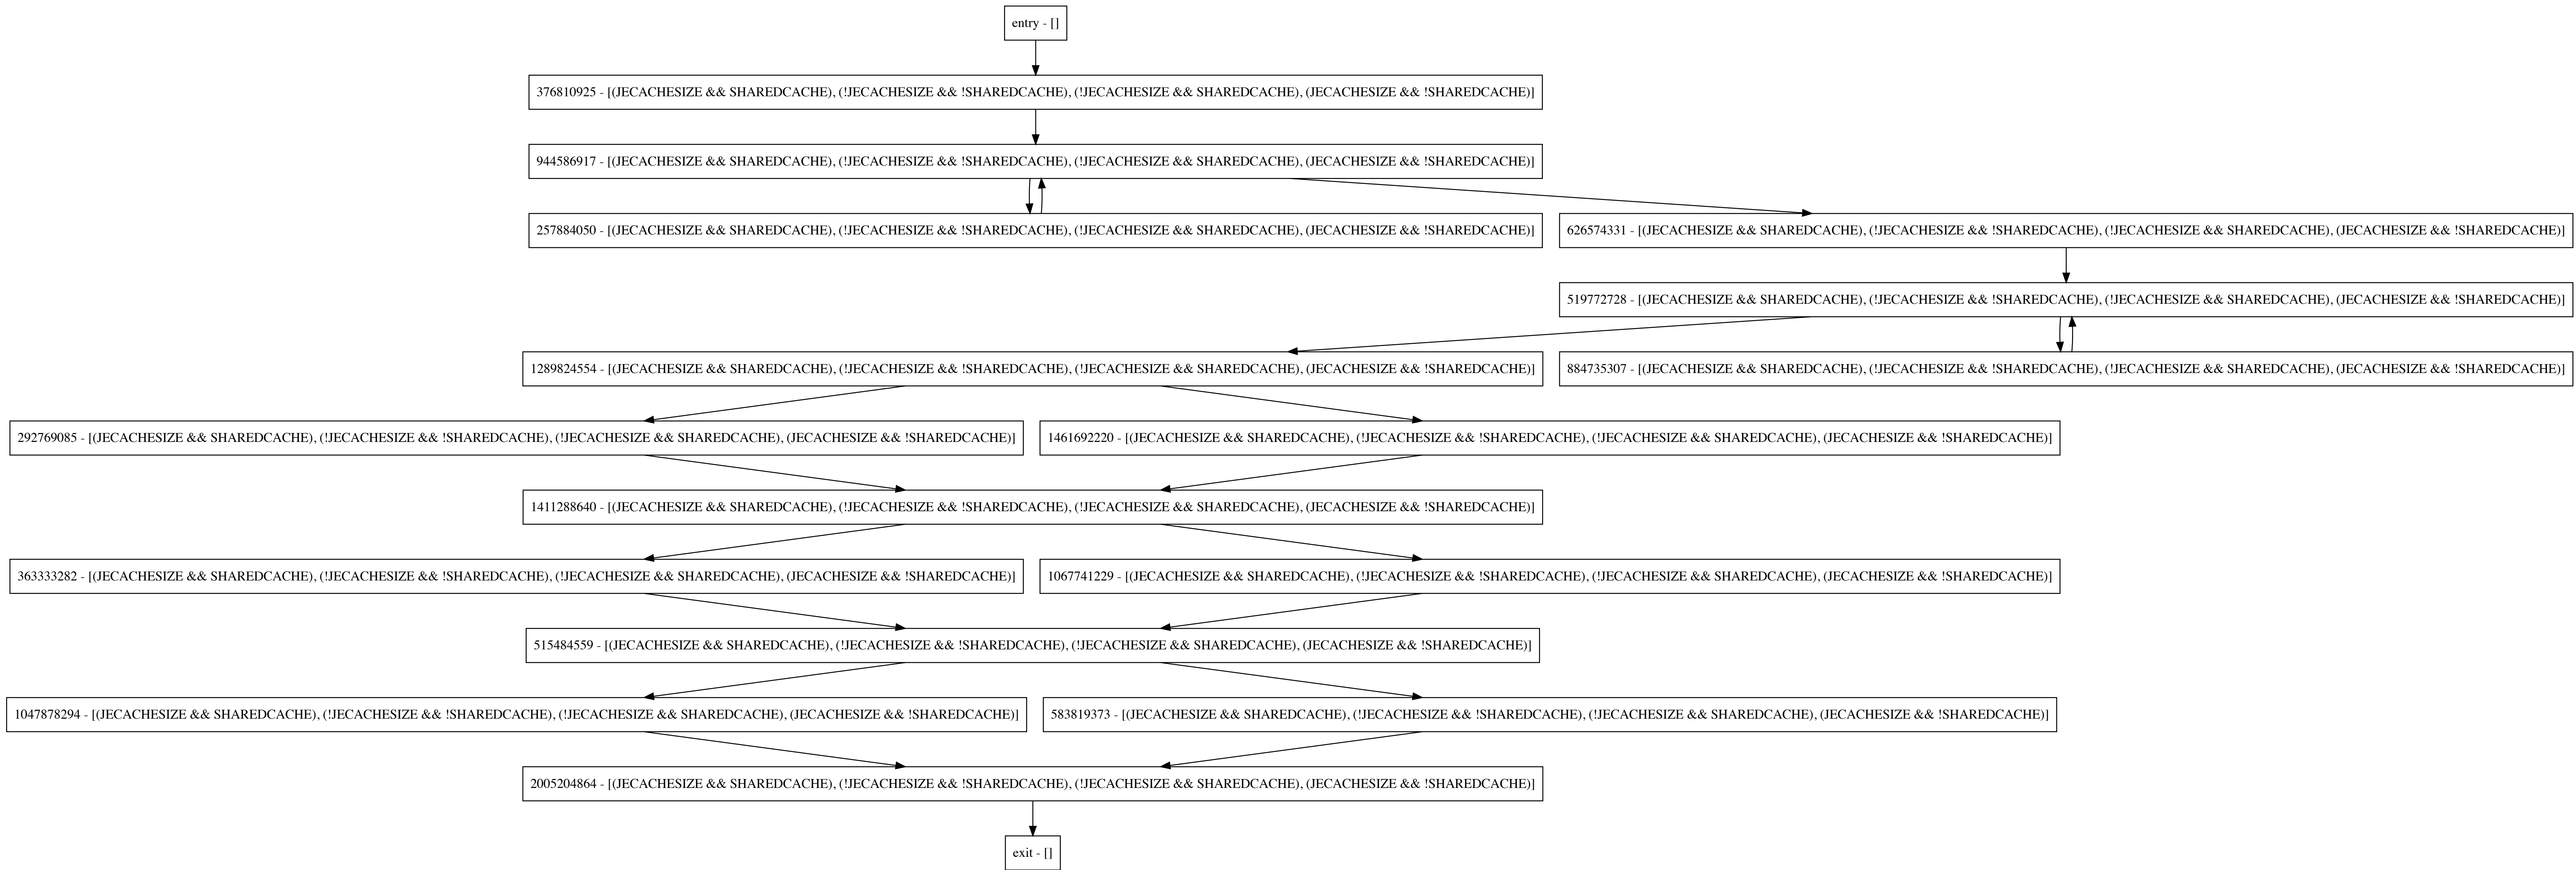 entry - []
376810925 - [(JECACHESIZE && SHAREDCACHE), (!JECACHESIZE && !SHAREDCACHE), (!JECACHESIZE && SHAREDCACHE), (JECACHESIZE && !SHAREDCACHE)]
944586917 - [(JECACHESIZE && SHAREDCACHE), (!JECACHESIZE && !SHAREDCACHE), (!JECACHESIZE && SHAREDCACHE), (JECACHESIZE && !SHAREDCACHE)]
257884050 - [(JECACHESIZE && SHAREDCACHE), (!JECACHESIZE && !SHAREDCACHE), (!JECACHESIZE && SHAREDCACHE), (JECACHESIZE && !SHAREDCACHE)]
626574331 - [(JECACHESIZE && SHAREDCACHE), (!JECACHESIZE && !SHAREDCACHE), (!JECACHESIZE && SHAREDCACHE), (JECACHESIZE && !SHAREDCACHE)]
519772728 - [(JECACHESIZE && SHAREDCACHE), (!JECACHESIZE && !SHAREDCACHE), (!JECACHESIZE && SHAREDCACHE), (JECACHESIZE && !SHAREDCACHE)]
1289824554 - [(JECACHESIZE && SHAREDCACHE), (!JECACHESIZE && !SHAREDCACHE), (!JECACHESIZE && SHAREDCACHE), (JECACHESIZE && !SHAREDCACHE)]
884735307 - [(JECACHESIZE && SHAREDCACHE), (!JECACHESIZE && !SHAREDCACHE), (!JECACHESIZE && SHAREDCACHE), (JECACHESIZE && !SHAREDCACHE)]
292769085 - [(JECACHESIZE && SHAREDCACHE), (!JECACHESIZE && !SHAREDCACHE), (!JECACHESIZE && SHAREDCACHE), (JECACHESIZE && !SHAREDCACHE)]
1461692220 - [(JECACHESIZE && SHAREDCACHE), (!JECACHESIZE && !SHAREDCACHE), (!JECACHESIZE && SHAREDCACHE), (JECACHESIZE && !SHAREDCACHE)]
1411288640 - [(JECACHESIZE && SHAREDCACHE), (!JECACHESIZE && !SHAREDCACHE), (!JECACHESIZE && SHAREDCACHE), (JECACHESIZE && !SHAREDCACHE)]
363333282 - [(JECACHESIZE && SHAREDCACHE), (!JECACHESIZE && !SHAREDCACHE), (!JECACHESIZE && SHAREDCACHE), (JECACHESIZE && !SHAREDCACHE)]
1067741229 - [(JECACHESIZE && SHAREDCACHE), (!JECACHESIZE && !SHAREDCACHE), (!JECACHESIZE && SHAREDCACHE), (JECACHESIZE && !SHAREDCACHE)]
515484559 - [(JECACHESIZE && SHAREDCACHE), (!JECACHESIZE && !SHAREDCACHE), (!JECACHESIZE && SHAREDCACHE), (JECACHESIZE && !SHAREDCACHE)]
1047878294 - [(JECACHESIZE && SHAREDCACHE), (!JECACHESIZE && !SHAREDCACHE), (!JECACHESIZE && SHAREDCACHE), (JECACHESIZE && !SHAREDCACHE)]
583819373 - [(JECACHESIZE && SHAREDCACHE), (!JECACHESIZE && !SHAREDCACHE), (!JECACHESIZE && SHAREDCACHE), (JECACHESIZE && !SHAREDCACHE)]
2005204864 - [(JECACHESIZE && SHAREDCACHE), (!JECACHESIZE && !SHAREDCACHE), (!JECACHESIZE && SHAREDCACHE), (JECACHESIZE && !SHAREDCACHE)]
exit - []